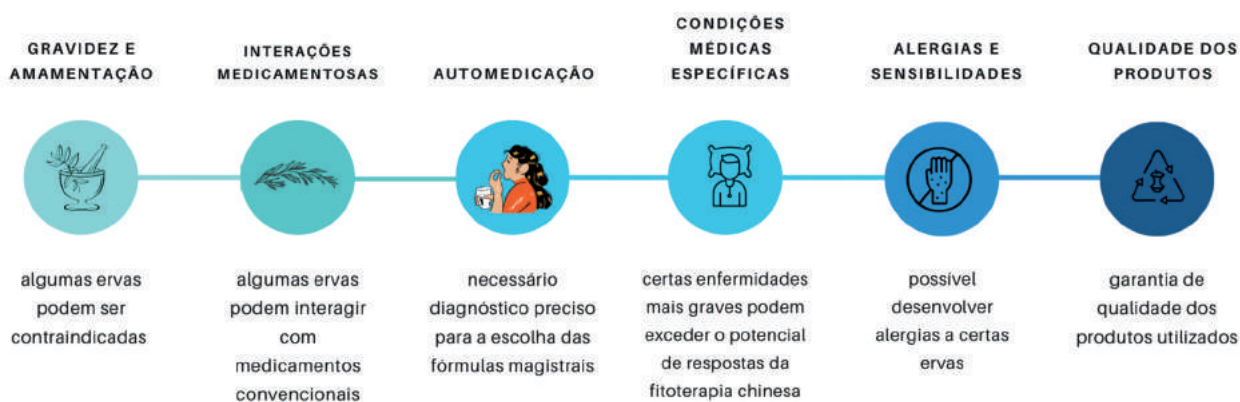 GRAVIDEZ E
AMAMENTAÇÃO
algumas ervas
podem ser
contraindicadas
INTERAÇÕES
MEDICAMENTOSAS
algumas ervas
podem interagir
com
medicamentos
convencionais
AUTOMEDICAÇÃO
necessário
diagnóstico preciso
para a escolha das
fórmulas magistrais
CONDIÇÕES
MÉDICAS
ESPECÍFICAS
certas enfermidades
mais graves podem
exceder o potencial
de respostas da
fitoterapia chinesa
ALERGIAS E
SENSIBILIDADES
possível
desenvolver
alergias a certas
ervas
QUALIDADE DOS
PRODUTOS
garantia de
qualidade dos
produtos utilizados